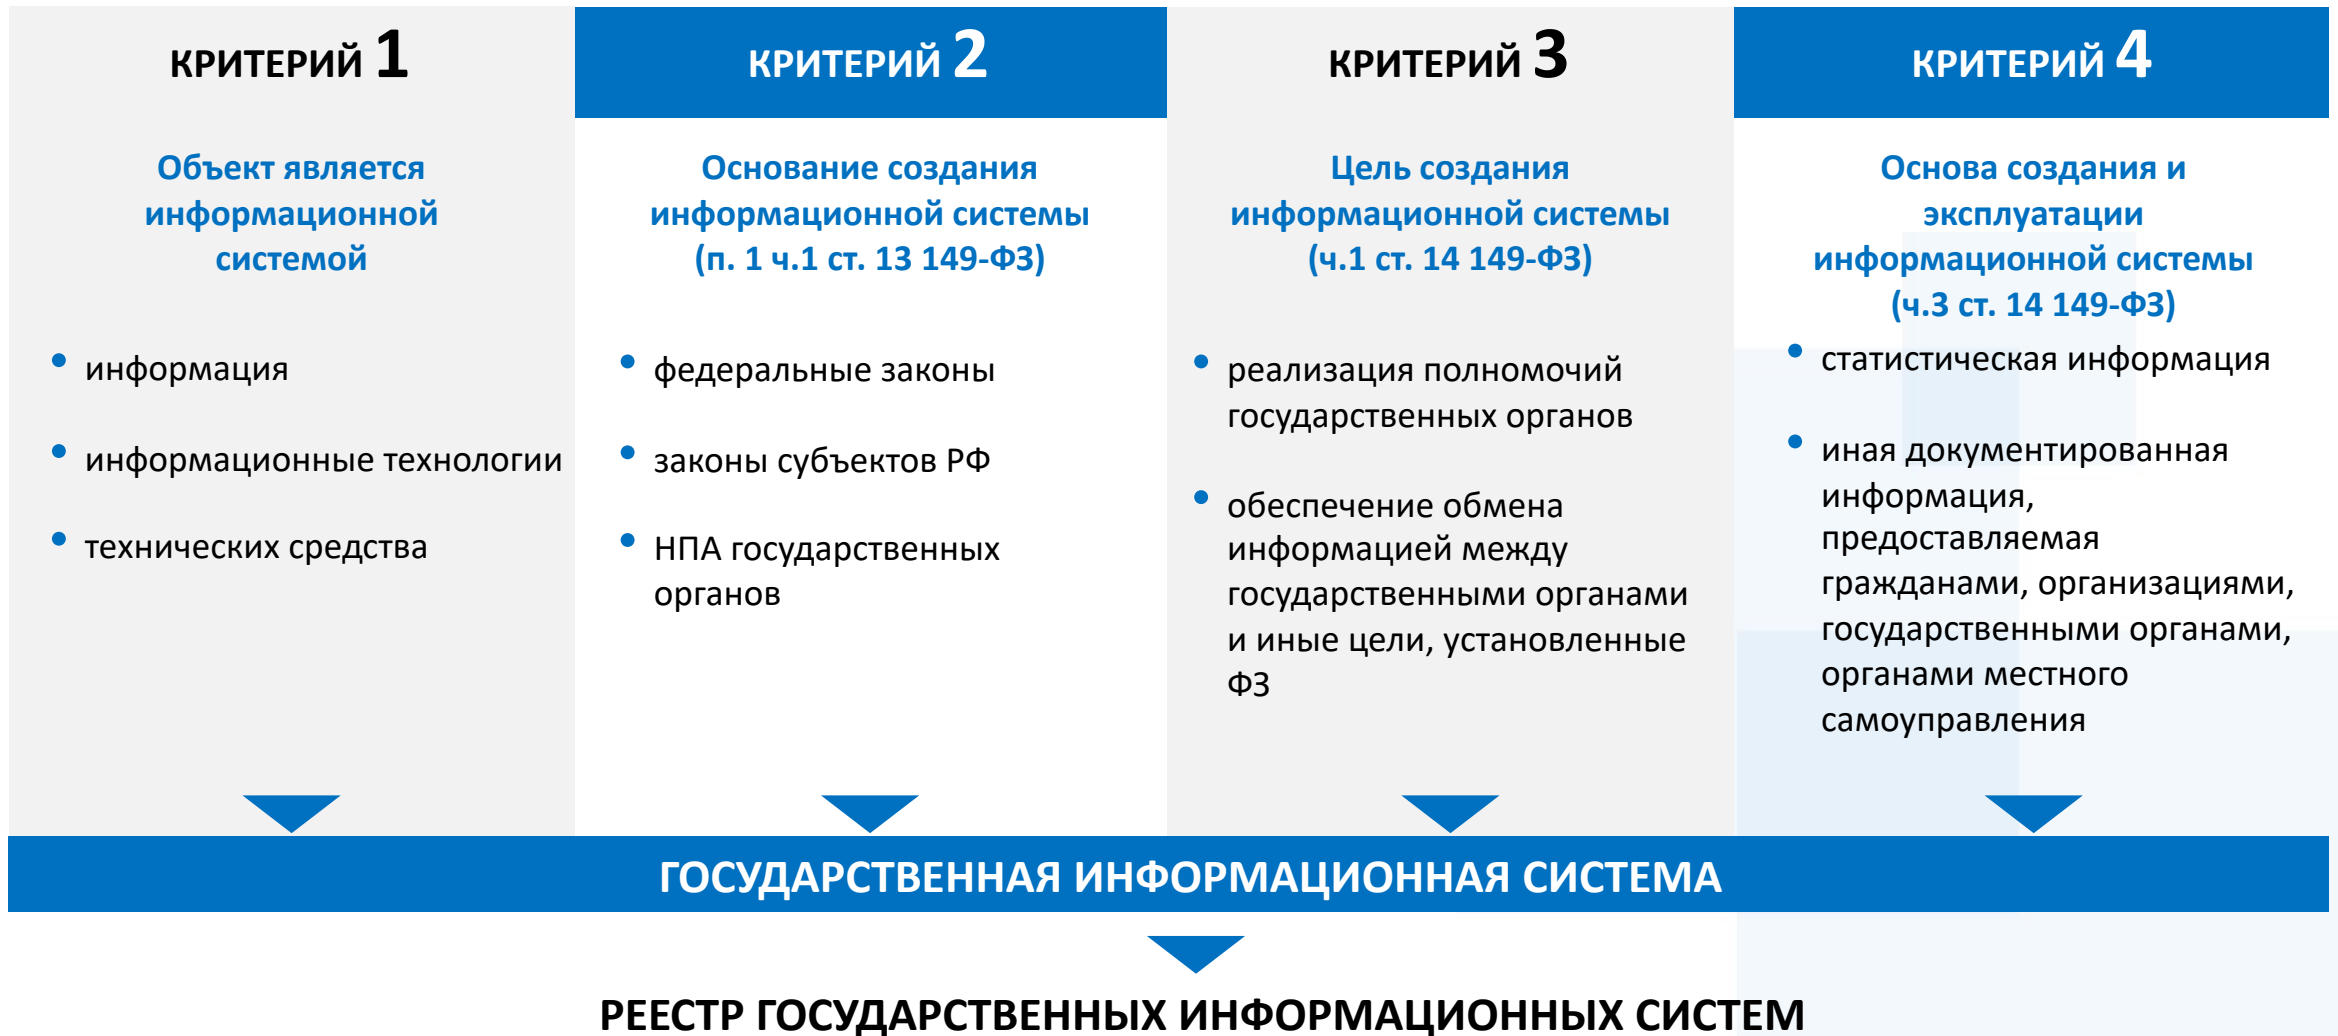 КРИТЕРИЙ 1
Объект является
информационной
системой
• информация
• информационные технологии
• технических средства
КРИТЕРИЙ 2
Основание создания
информационной системы
(п. 1 ч.1 ст. 13 149-ФЗ)
• федеральные законы
• законы субъектов РФ
• НПА государственных
органов
КРИТЕРИЙ 3
Цель создания
информационной системы
(ч.1 ст. 14 149-ФЗ)
• реализация полномочий
государственных органов
• обеспечение обмена
информацией между
государственными органами
и иные цели, установленные
ФЗ
КРИТЕРИЙ 4
Основа создания и
эксплуатации
информационной системы
(ч.3 ст. 14 149-ФЗ)
• статистическая информация
• иная документированная
информация,
предоставляемая
гражданами, организациями,
государственными органами,
органами местного
самоуправления
ГОСУДАРСТВЕННАЯ ИНФОРМАЦИОННАЯ СИСТЕМА
РЕЕСТР ГОСУДАРСТВЕННЫХ ИНФОРМАЦИОННЫХ СИСТЕМ